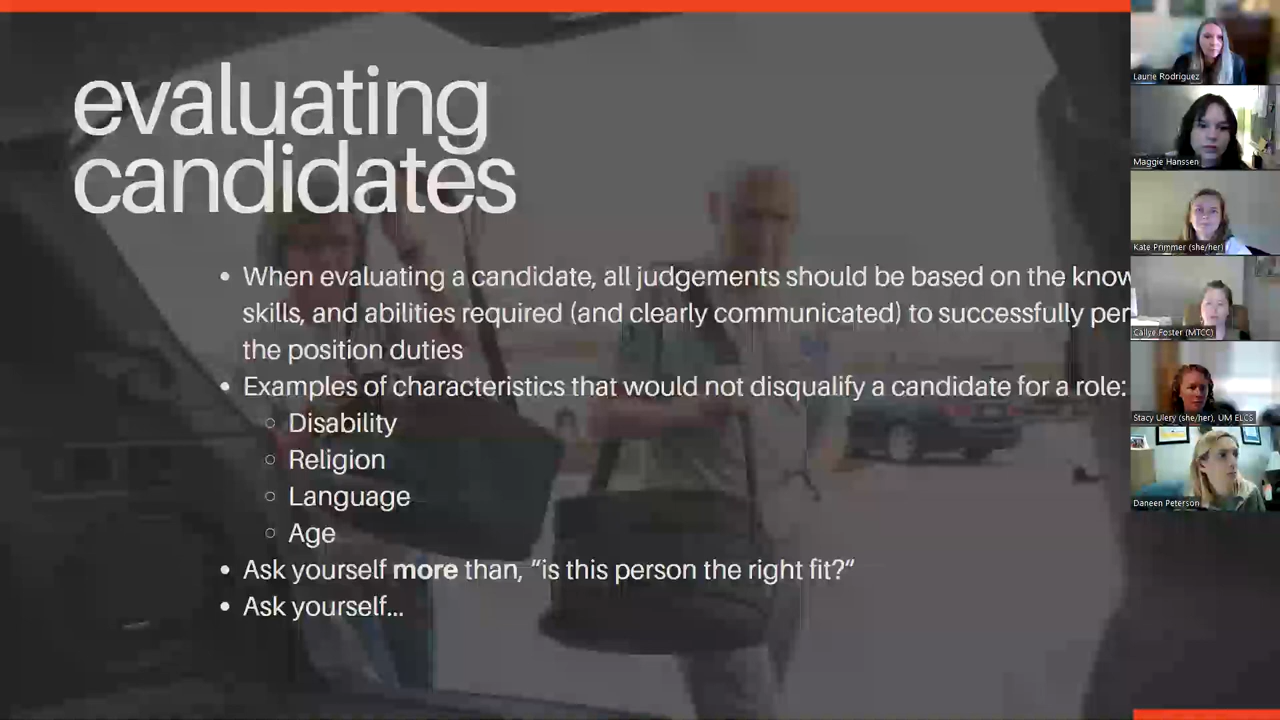 evaluating
candidates
• When evaluating a candidate, all judgements should be based on the know
skills, and abilities required (and clearly communicated) to successfully per
the position duties
• Examples of characteristics that would not disqualify a candidate for a role:
○ Disability
○ Religion
○ Language
○ Age
• Ask yourself more than, “is this person the right fit?”
• Ask yourself...
Laurie Rodriguez
Maggie Hanssen
Kate Primmer (she/her)
Callye Foster (MTCC)
Stacy Ulery (she/her), UM ELCS
Daneen Peterson